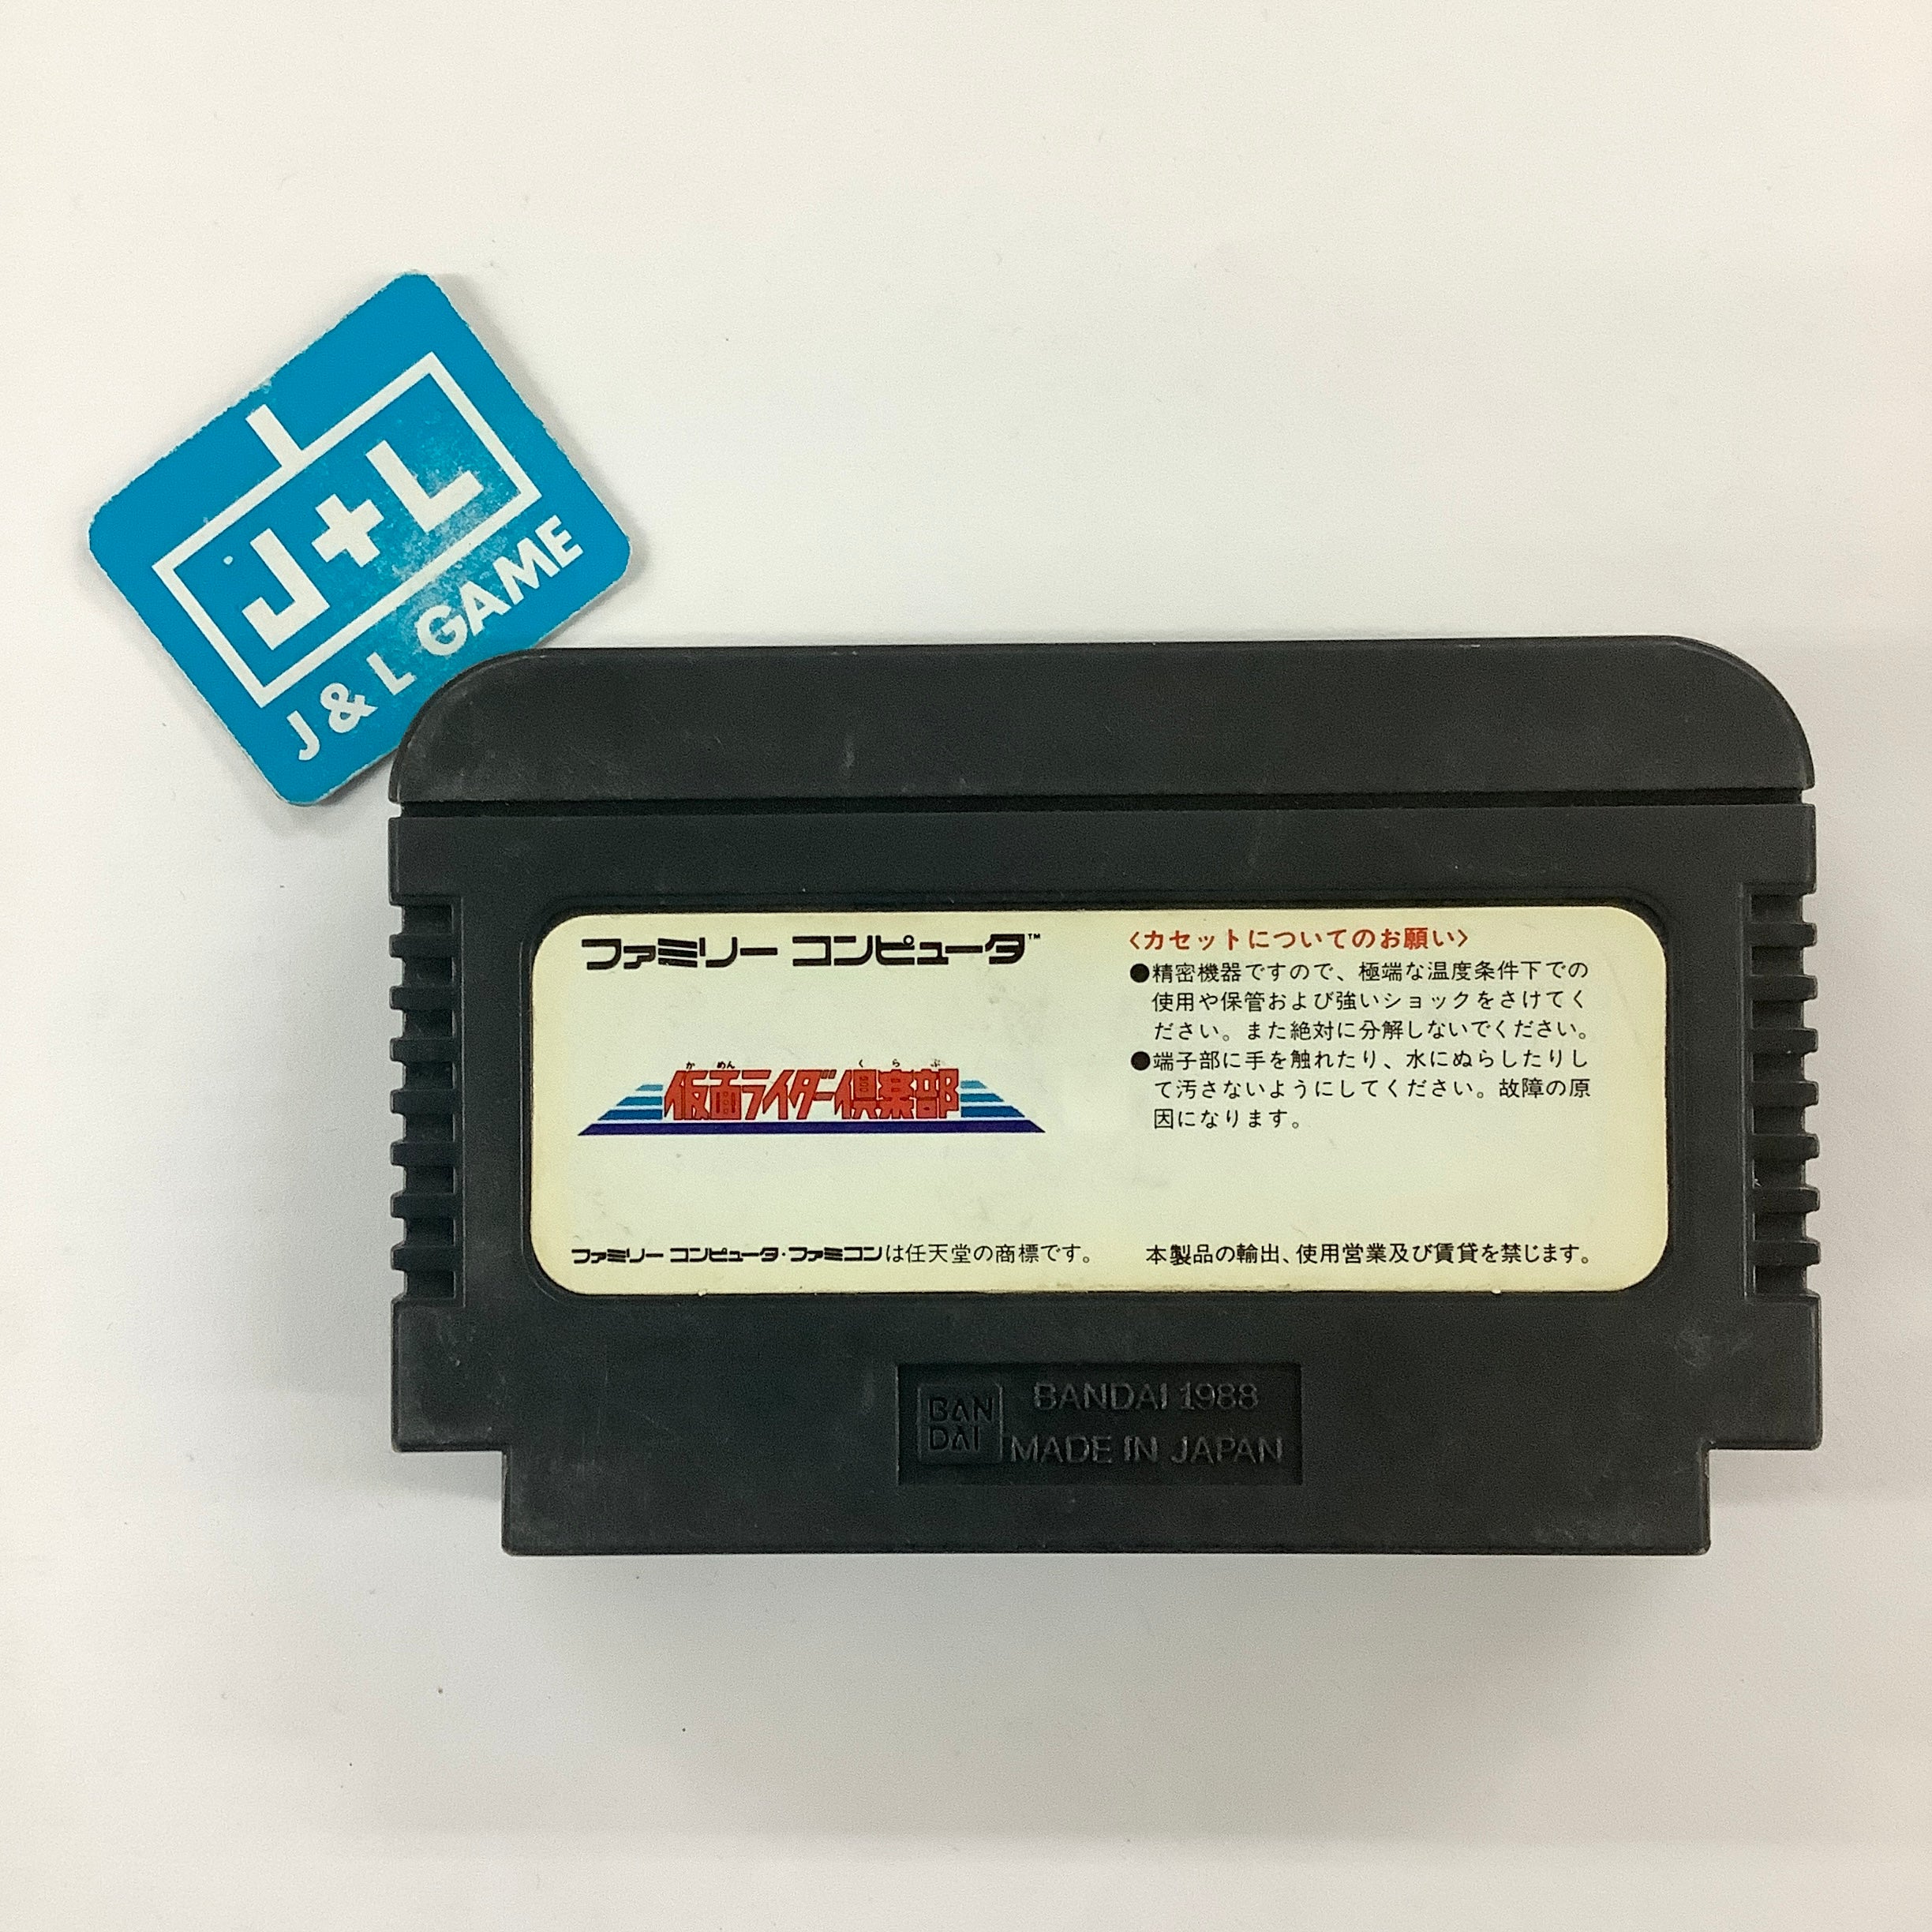 J+L
J & L GAME
ファミリー コンピュータ™
かめん くらぶ
仮面ライダー倶楽部
ファミリー コンピュータ・ファミコンは任天堂の商標です。
〈カセットについてのお願い〉
●精密機器ですので、極端な温度条件下での
使用や保管および強いショックをさけてく
ださい。また絶対に分解しないでください。
●端子部に手を触れたり、水にぬらしたりし
て汚さないようにしてください。故障の原
因になります。
本製品の輸出、使用営業及び賃貸を禁じます。
BAN
DAI
BANDAI 1988
MADE IN JAPAN